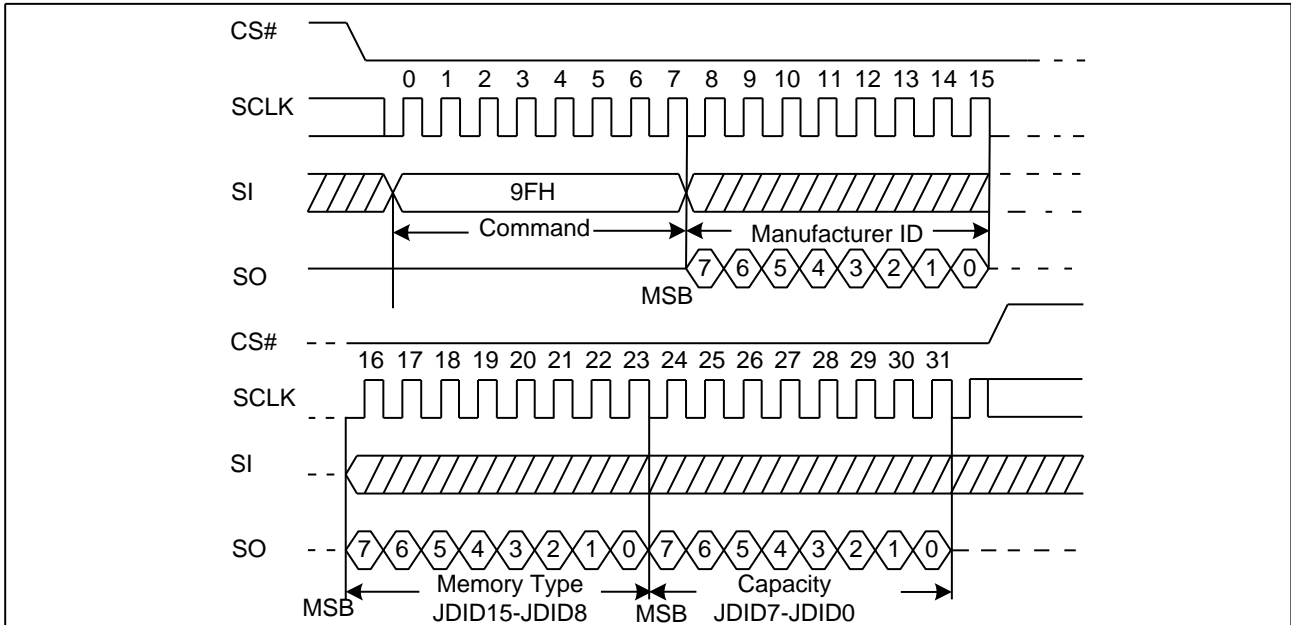 CS#
0 1 2 3 4 5 6 7 8 9 10 11 12 13 14 15
SCLK
SI 9FH
Command Manufacturer ID
SO 7 6 5 4 3 2 1 0
MSB
CS#
16 17 18 19 20 21 22 23 24 25 26 27 28 29 30 31
SCLK
SI
SO 7 6 5 4 3 2 1 0 7 6 5 4 3 2 1 0
Memory Type Capacity
MSB JDID15-JDID8 MSB JDID7-JDID0